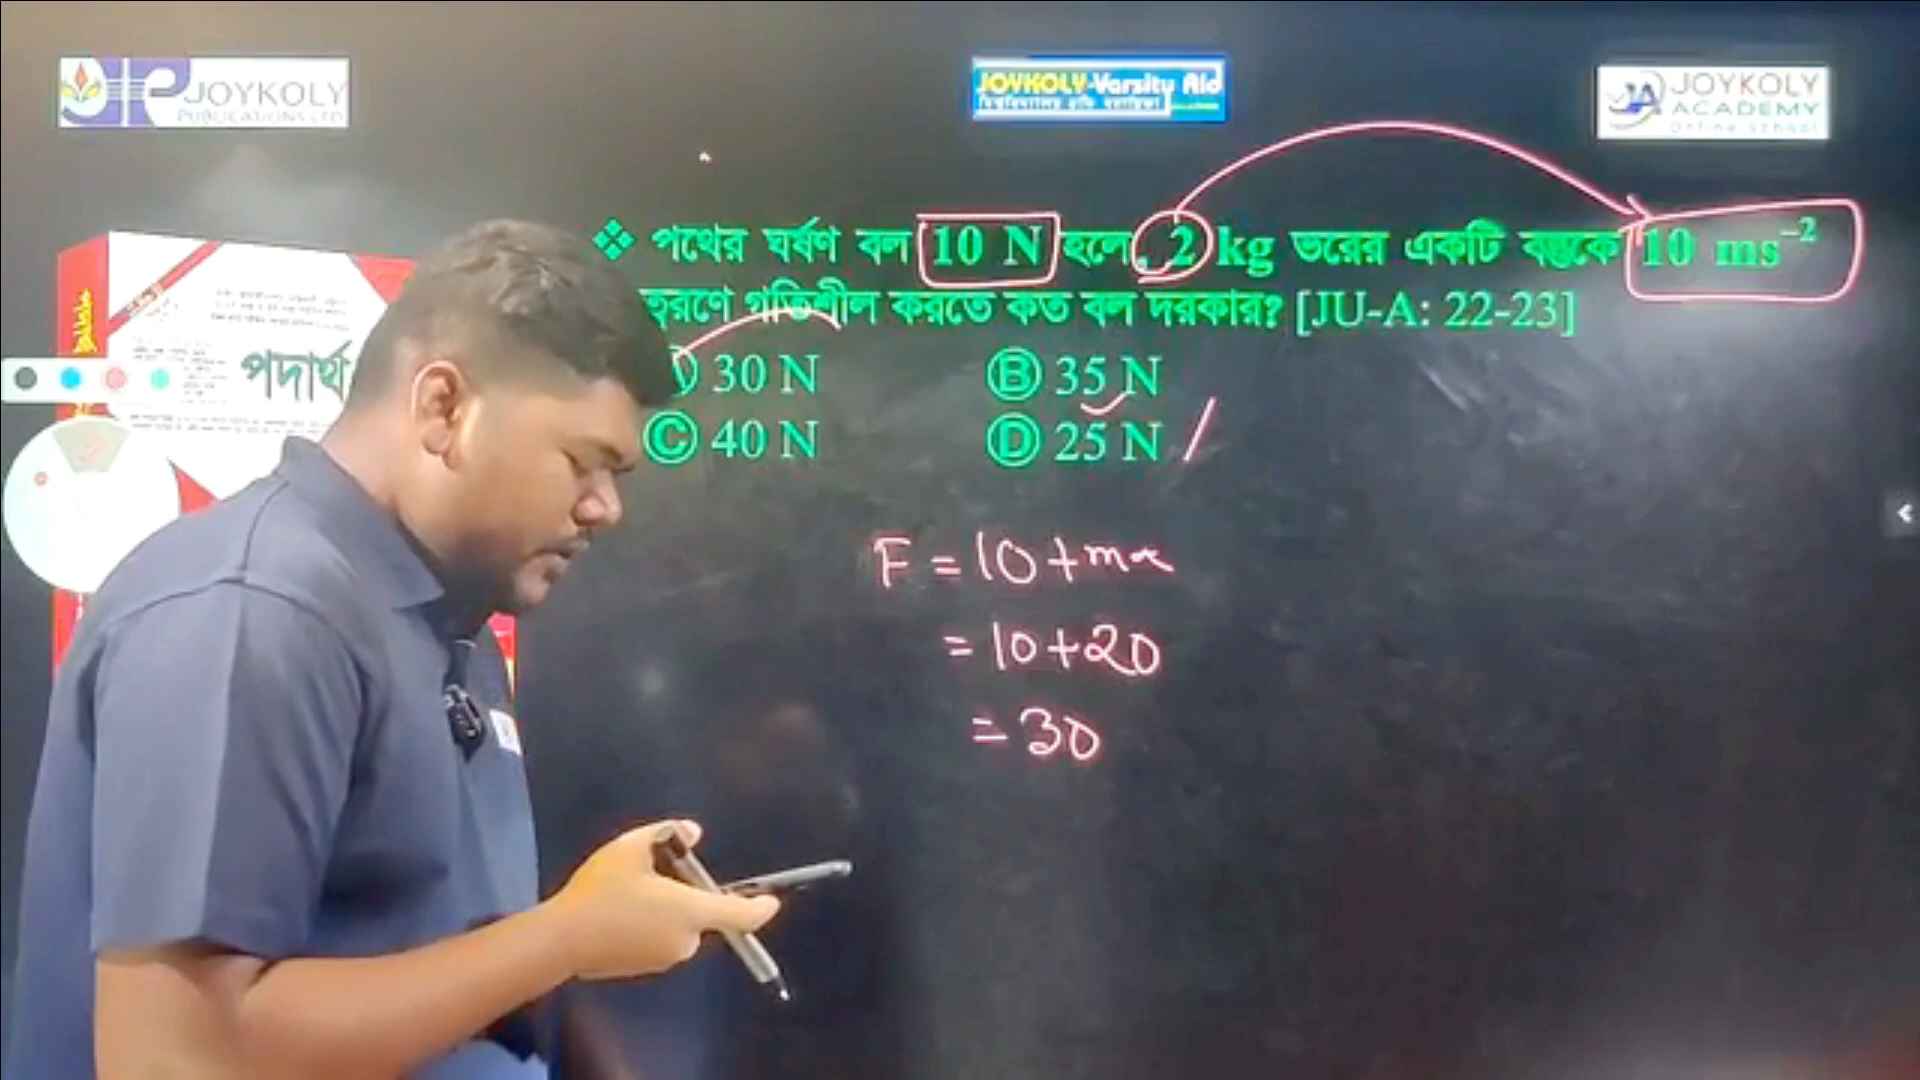 JOYKOLY
PUBLICATIONS LTD
JOYKOLY-Varsity Aid
JOYKOLY
ACADEMY
Online School
❖ পথের ঘর্ষণ বল 10 N হলে, 2 kg ভরের একটি বস্তুকে 10 ms⁻²
ত্বরণে গতিশীল করতে কত বল দরকার? [JU-A: 22-23]
30 N Ⓑ 35 N
Ⓒ 40 N Ⓓ 25 N
পদার্থ
F = 10 + ma
= 10 + 20
= 30